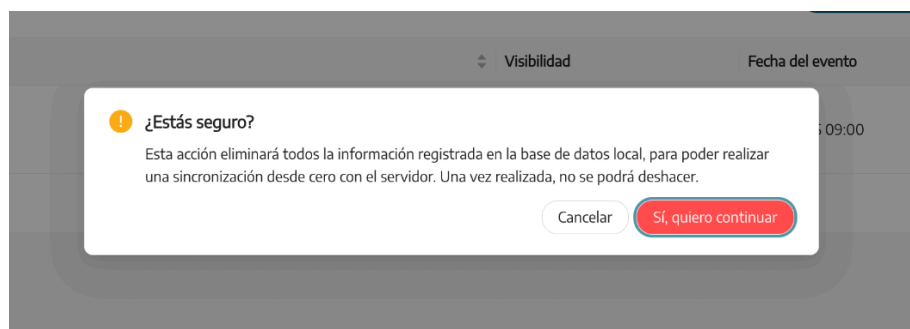 Visibilidad
Fecha del evento
¿Estás seguro?
09:00
Esta acción eliminará todos la información registrada en la base de datos local, para poder realizar
una sincronización desde cero con el servidor. Una vez realizada, no se podrá deshacer.
Cancelar
Sí, quiero continuar